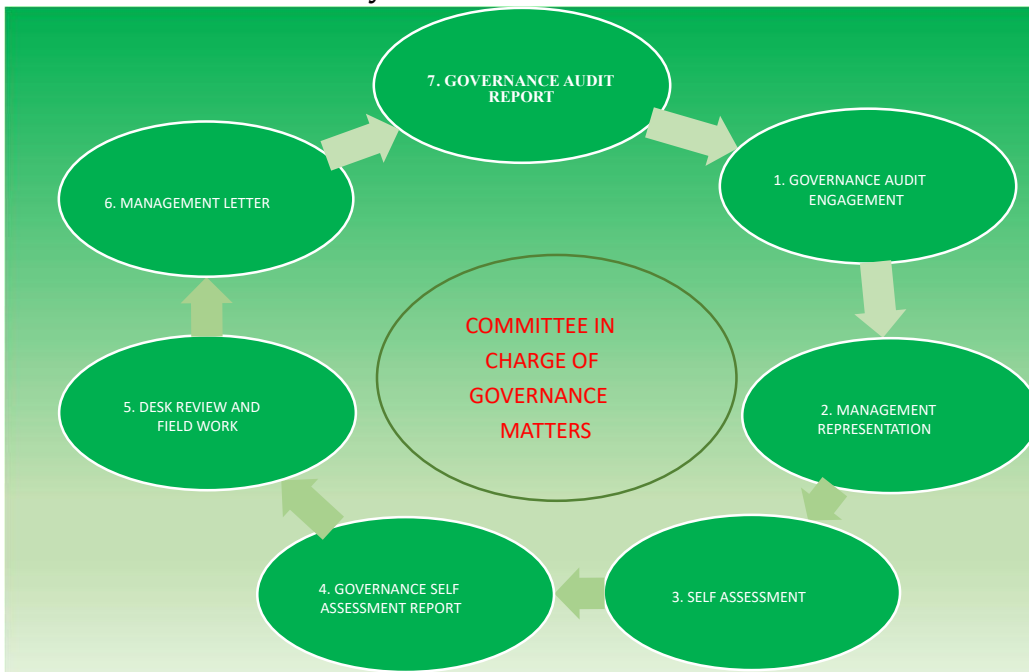 7. GOVERNANCE AUDIT
REPORT
1. GOVERNANCE AUDIT
ENGAGEMENT
6. MANAGEMENT LETTER
COMMITTEE IN
CHARGE OF
GOVERNANCE
MATTERS
5. DESK REVIEW AND
FIELD WORK
2. MANAGEMENT
REPRESENTATION
4. GOVERNANCE SELF
ASSESSMENT REPORT
3. SELF ASSESSMENT